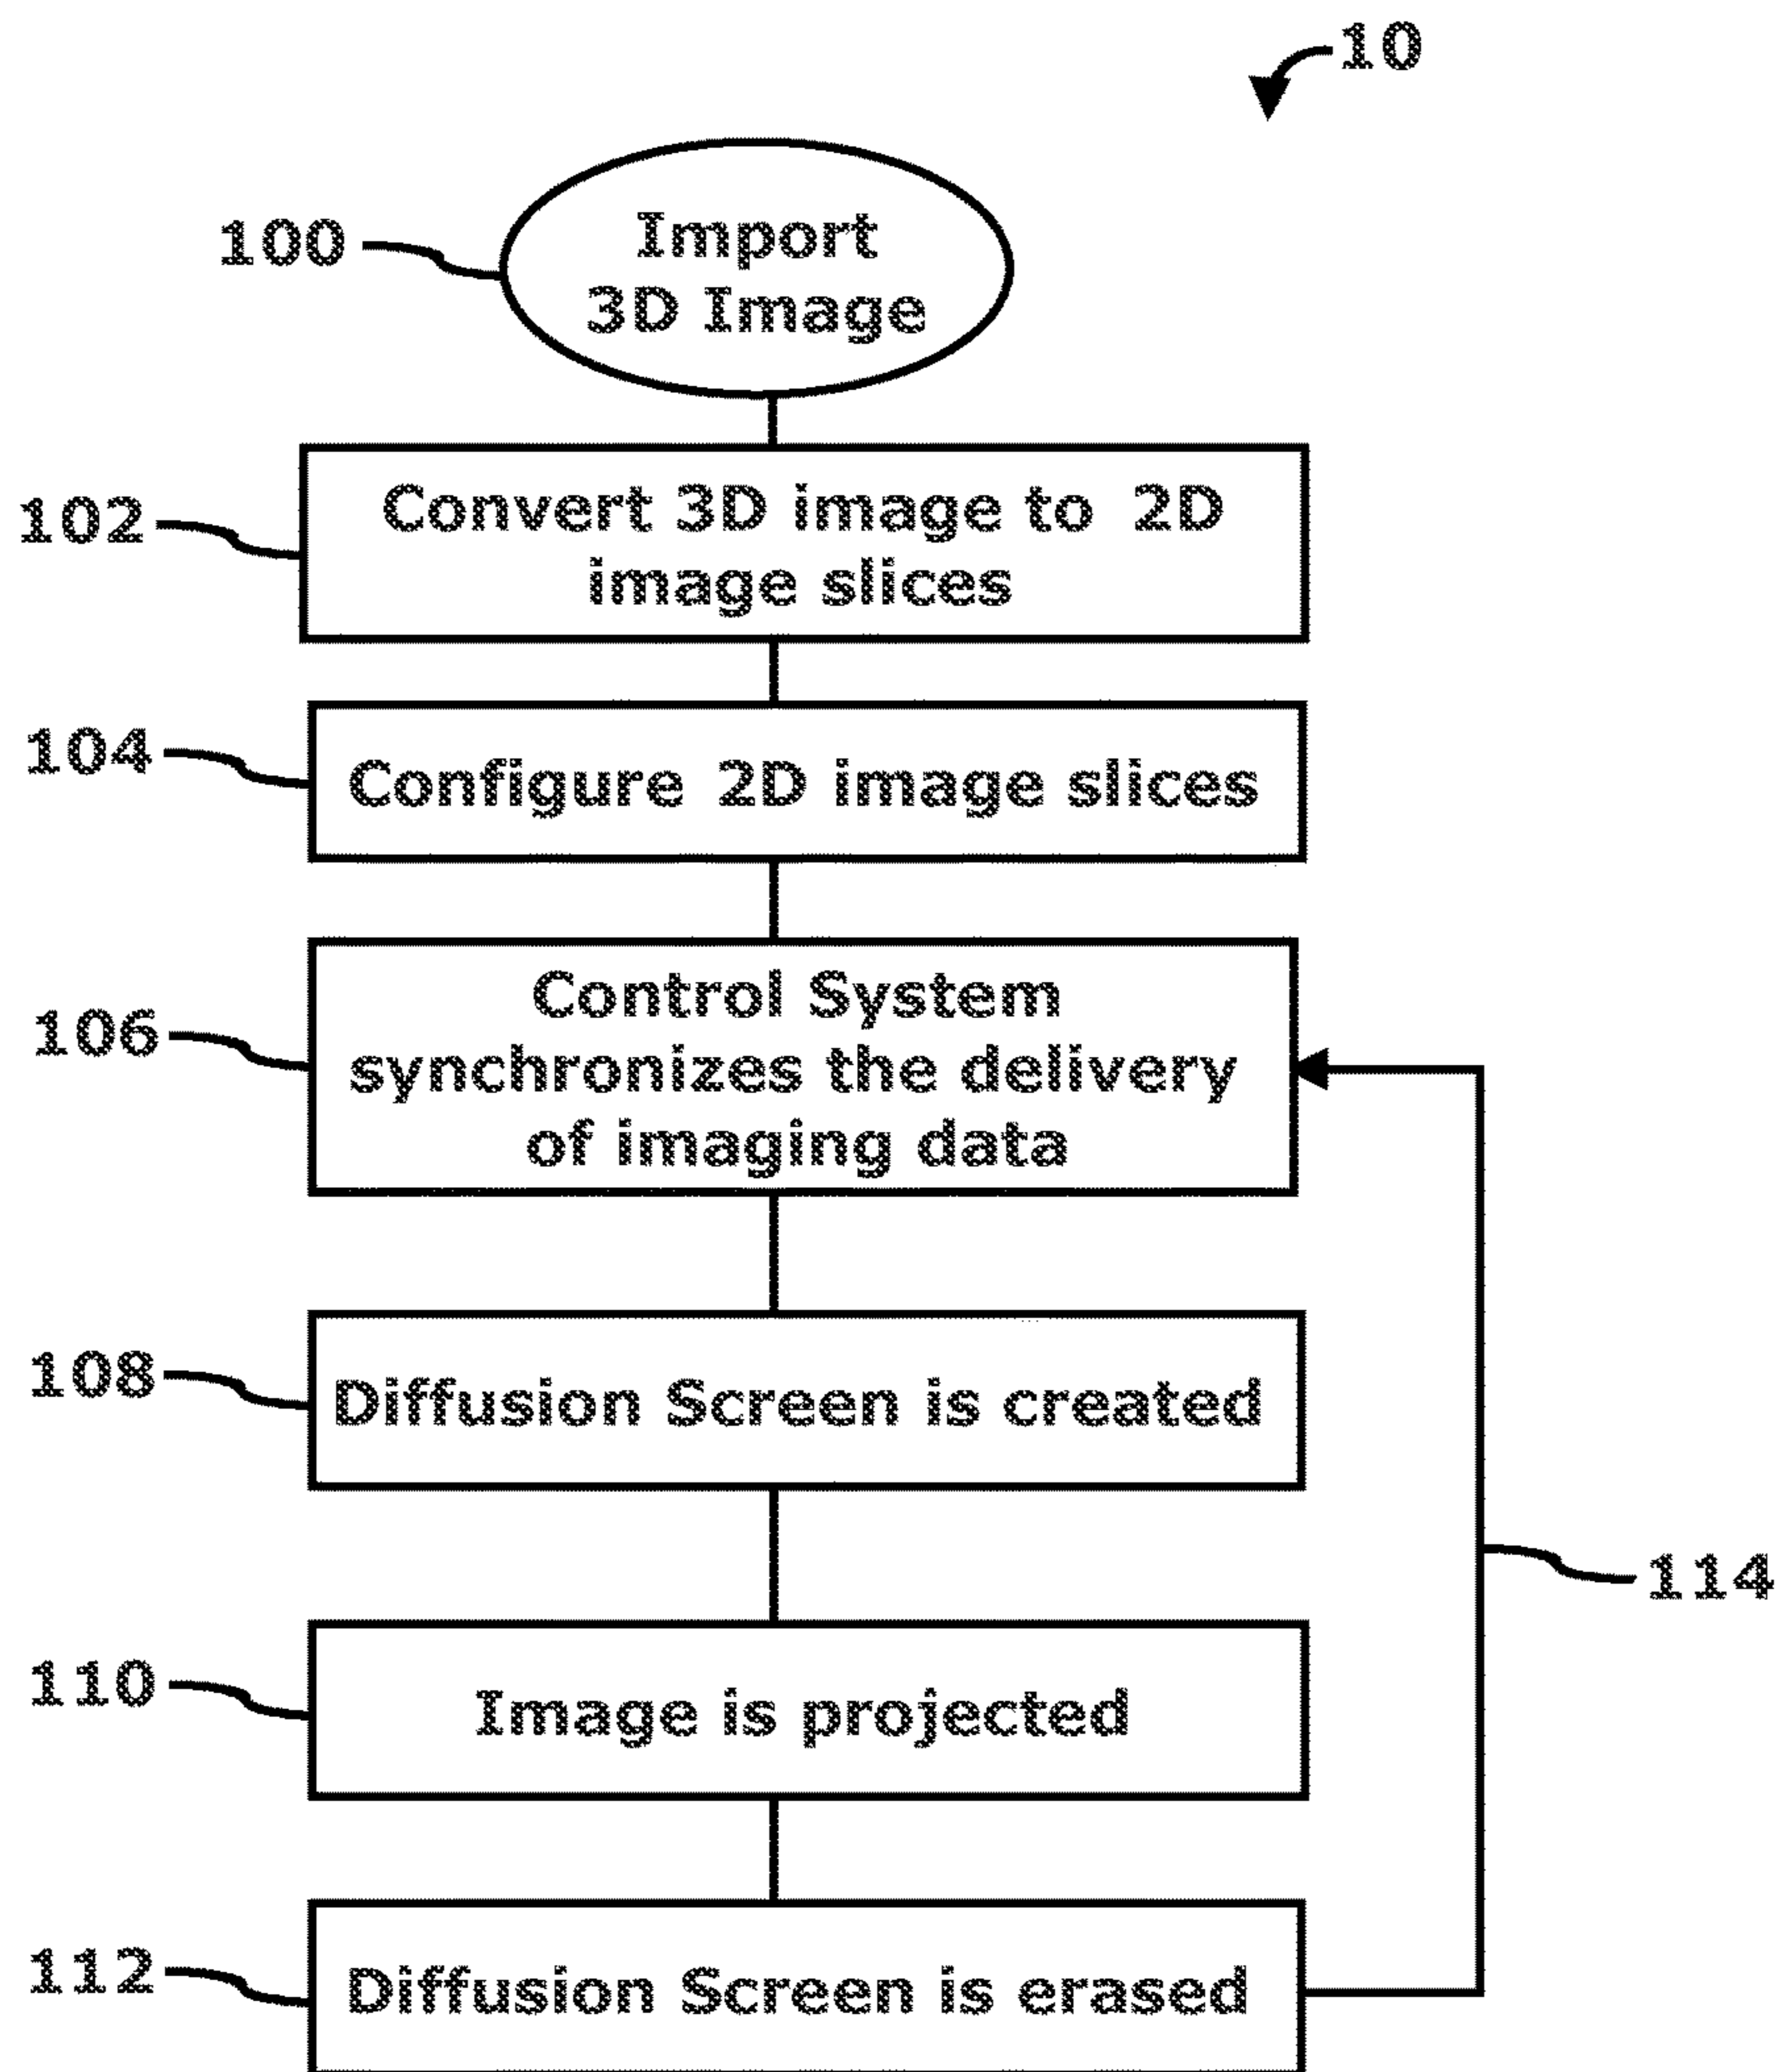 10
100
Import
3D Image
102
Convert 3D image to 2D
image slices
104
Configure 2D image slices
106
Control System
synchronizes the delivery
of imaging data
108
Diffusion Screen is created
114
110
Image is projected
112
Diffusion Screen is erased